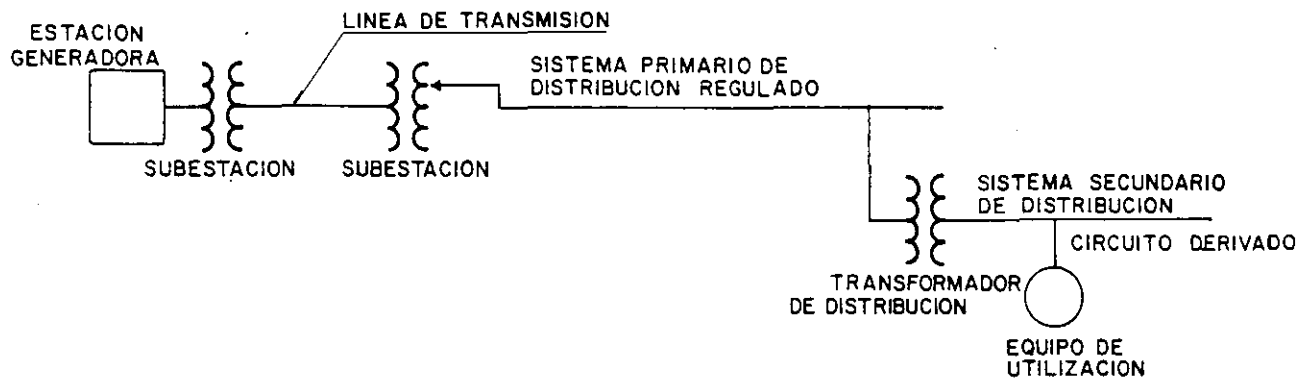 ESTACION
GENERADORA
LINEA DE TRANSMISION
SUBESTACION
SUBESTACION
SISTEMA PRIMARIO DE
DISTRIBUCION REGULADO
TRANSFORMADOR
DE DISTRIBUCION
SISTEMA SECUNDARIO
DE DISTRIBUCION
CIRCUITO DERIVADO
EQUIPO DE
UTILIZACION